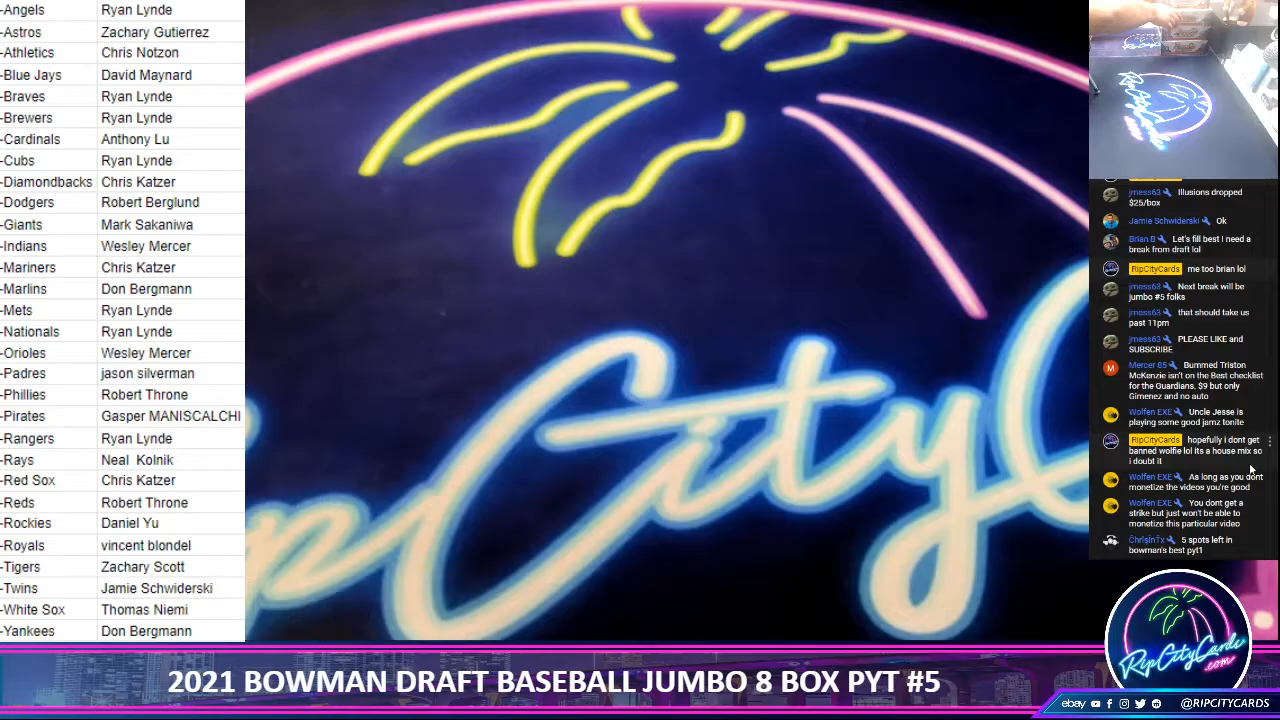 -Angels Ryan Lynde
-Astros Zachary Gutierrez
-Athletics Chris Notzon
-Blue Jays David Maynard
-Braves Ryan Lynde
-Brewers Ryan Lynde
-Cardinals Anthony Lu
-Cubs Ryan Lynde
-Diamondbacks Chris Katzer
-Dodgers Robert Berglund
-Giants Mark Sakaniwa
-Indians Wesley Mercer
-Mariners Chris Katzer
-Marlins Don Bergmann
-Mets Ryan Lynde
-Nationals Ryan Lynde
-Orioles Wesley Mercer
-Padres jason silverman
-Phillies Robert Throne
-Pirates Gasper MANISCALCHI
-Rangers Ryan Lynde
-Rays Neal Kolnik
-Red Sox Chris Katzer
-Reds Robert Throne
-Rockies Daniel Yu
-Royals vincent blondel
-Tigers Zachary Scott
-Twins Jamie Schwiderski
-White Sox Thomas Niemi
-Yankees Don Bergmann
p City C
RipCityCards
jmess63 Illusions dropped
$25/box
Jamie Schwiderski Ok
Brian B Let's fill best I need a
break from draft lol
RipCityCards me too brian lol
jmess63 Next break will be
jumbo #5 folks
jmess63 that should take us
past 11pm
jmess63 PLEASE LIKE and
SUBSCRIBE
Mercer 85 Bummed Triston
McKenzie isn't on the Best checklist
for the Guardians. $9 but only
Gimenez and no auto
Wolfen EXE Uncle Jesse is
playing some good jamz tonite
RipCityCards hopefully i dont get
banned wolfie lol its a house mix so
i doubt it
Wolfen EXE As long as you dont
monetize the videos you're good
Wolfen EXE You dont get a
strike but just won't be able to
monetize this particular video
5 spots left in
bowman's best pyt1
RipCityCards
.com
2021 BOWMAN DRAFT BASEBALL JUMBO 8 BOX PYT #5
ebay @RIPCITYCARDS